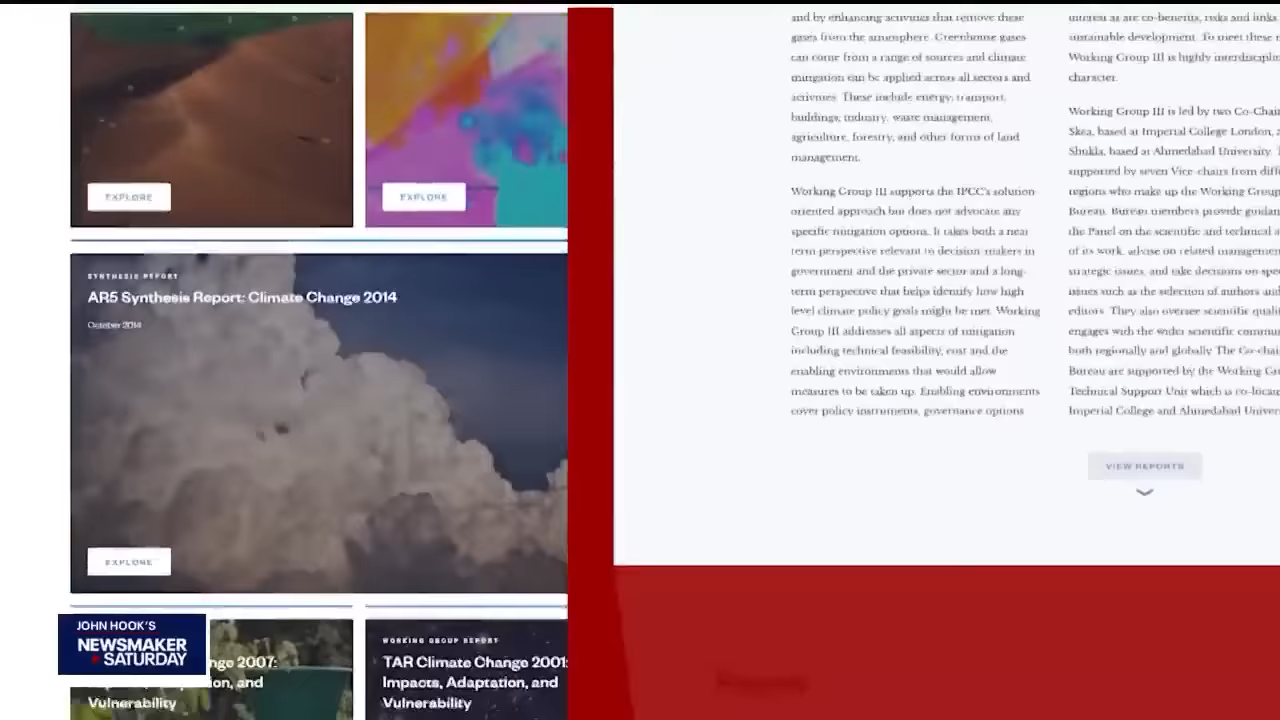 EXPLORE
EXPLORE
SYNTHESIS REPORT
AR5 Synthesis Report: Climate Change 2014
October 2014
EXPLORE
JOHN HOOK'S
NEWSMAKER
SATURDAY
nge 2007:
ion, and
Vulnerability
WORKING GROUP REPORT
TAR Climate Change 2001:
Impacts, Adaptation, and
Vulnerability
and by enhancing activities that remove these
gases from the atmosphere. Greenhouse gases
can come from a range of sources and climate
mitigation can be applied across all sectors and
activities. These include energy, transport,
buildings, industry, waste management,
agriculture, forestry, and other forms of land
management.
Working Group III supports the IPCC's solution-
oriented approach but does not advocate any
specific mitigation options. It takes both a near
term perspective relevant to decision-makers in
government and the private sector and a long-
term perspective that helps identify how high
level climate policy goals might be met. Working
Group III addresses all aspects of mitigation
including technical feasibility, cost and the
enabling environments that would allow
measures to be taken up. Enabling environments
cover policy instruments, governance options
interest as are co-benefits, risks and links
sustainable development. To meet these
Working Group III is highly interdisciplin
character.
Working Group III is led by two Co-Chair
Skea, based at Imperial College London, a
Shukla, based at Ahmedabad University.
supported by seven Vice-chairs from diff
regions who make up the Working Group
Bureau. Bureau members provide guidan
the Panel on the scientific and technical a
of its work, advise on related managemen
strategic issues, and take decisions on spe
issues such as the selection of authors and
editors. They also oversee scientific qualit
engages with the wider scientific commun
both regionally and globally The Co-chair
Bureau are supported by the Working Gr
Technical Support Unit which is co-locat
Imperial College and Ahmedabad Univer
VIEW REPORTS